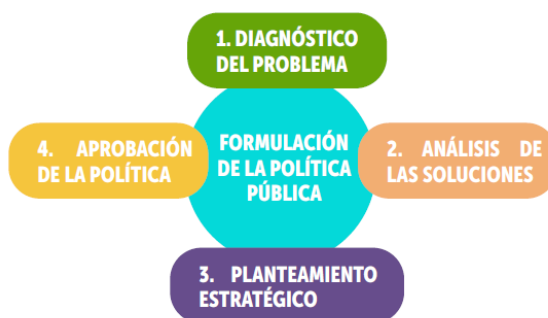 1. DIAGNÓSTICO
DEL PROBLEMA
FORMULACIÓN
DE LA POLÍTICA
PÚBLICA
2. ANÁLISIS DE
LAS SOLUCIONES
3. PLANTEAMIENTO
ESTRATÉGICO
4. APROBACIÓN
DE LA POLÍTICA